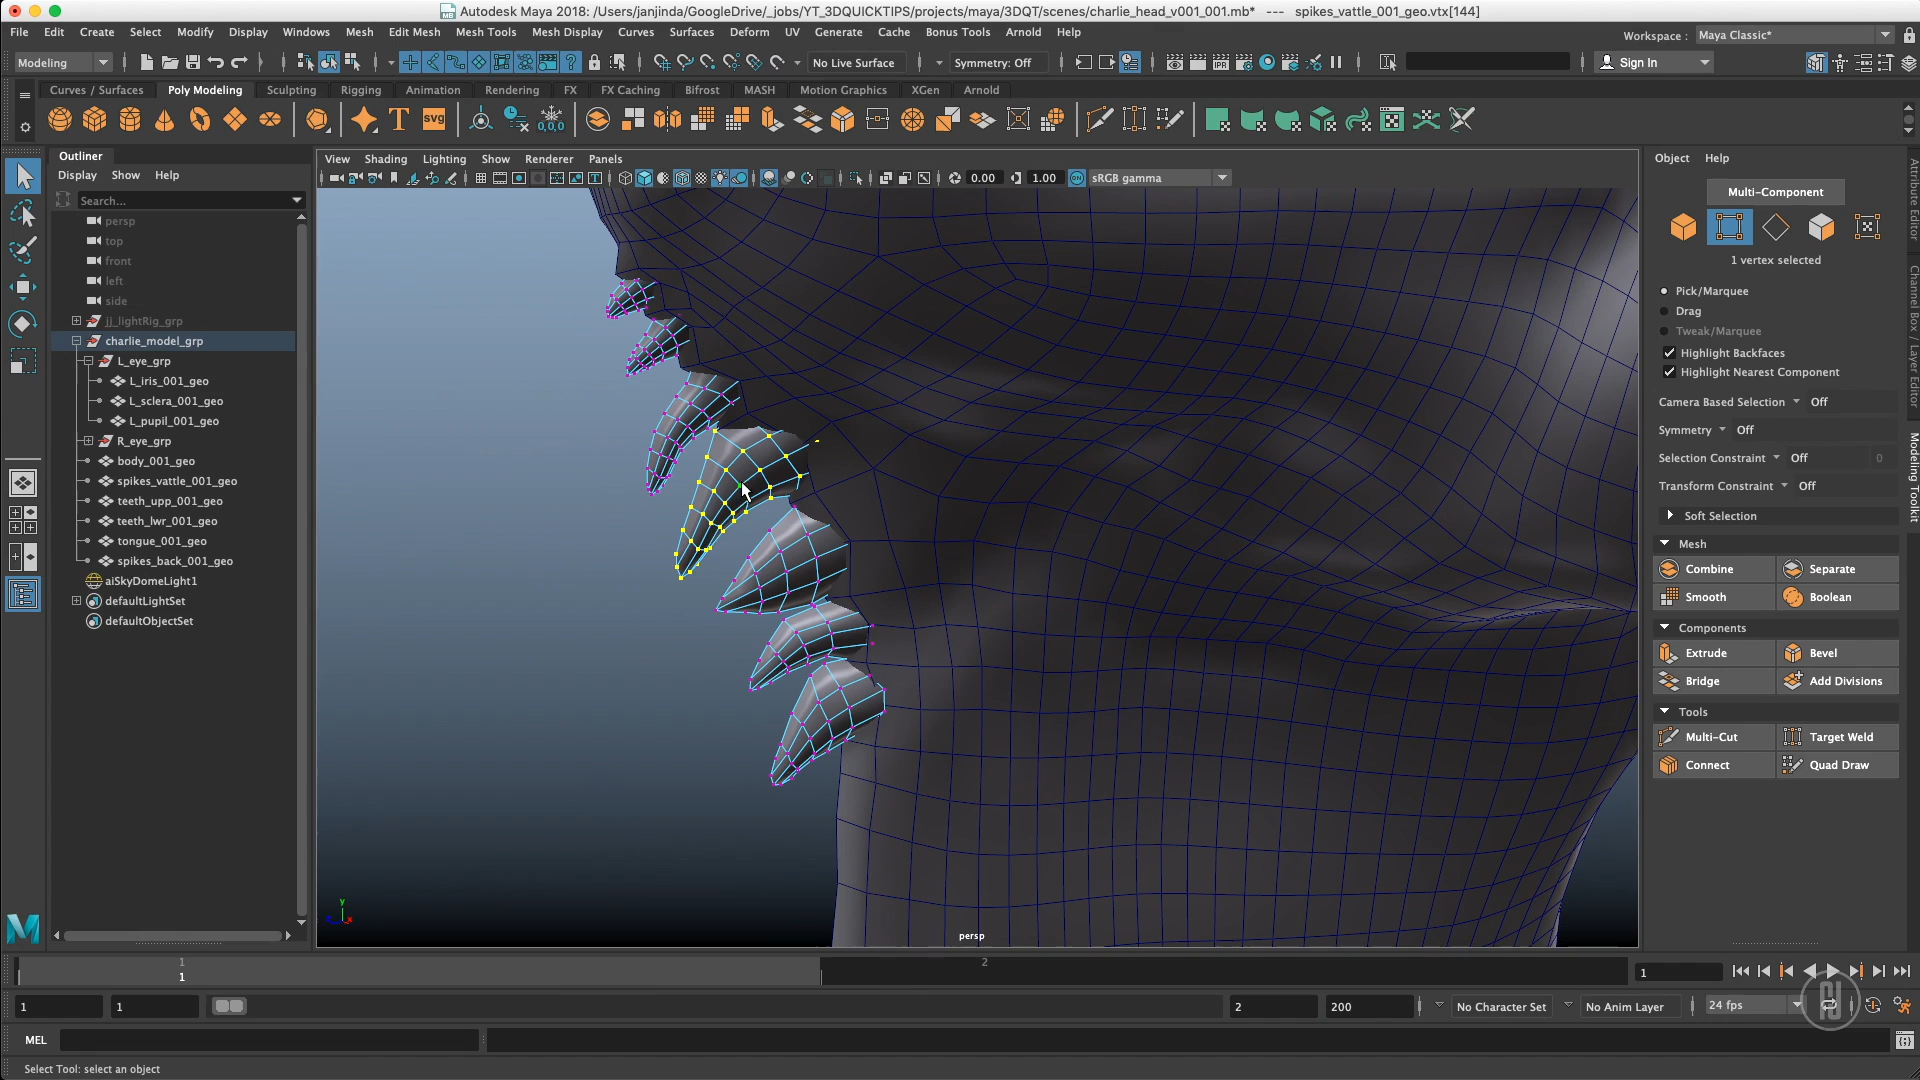 Autodesk Maya 2018: /Users/janjinda/GoogleDrive/_jobs/YT_3DQUICKTIPS/projects/maya/3DQT/scenes/charlie_head_v001_001.mb* --- spikes_vattle_001_geo.vtx[144]
File Edit Create Select Modify Display Windows Mesh Edit Mesh Mesh Tools Mesh Display Curves Surfaces Deform UV Generate Cache Bonus Tools Arnold Help
Workspace : Maya Classic*
Modeling No Live Surface Symmetry: Off Sign In
Curves / Surfaces Poly Modeling Sculpting Rigging Animation Rendering FX FX Caching Bifrost MASH Motion Graphics XGen Arnold
T svg 0,0,0
Outliner
Display Show Help
Search...
persp
top
front
left
side
jj_lightRig_grp
charlie_model_grp
L_eye_grp
L_iris_001_geo
L_sclera_001_geo
L_pupil_001_geo
R_eye_grp
body_001_geo
spikes_vattle_001_geo
teeth_upp_001_geo
teeth_lwr_001_geo
tongue_001_geo
spikes_back_001_geo
aiSkyDomeLight1
defaultLightSet
defaultObjectSet
View Shading Lighting Show Renderer Panels
0.00 1.00 ON sRGB gamma
y
x
persp
Object Help
Multi-Component
1 vertex selected
Pick/Marquee
Drag
Tweak/Marquee
Highlight Backfaces
Highlight Nearest Component
Camera Based Selection Off
Symmetry Off
Selection Constraint Off 0
Transform Constraint Off
Soft Selection
Mesh
Combine Separate
Smooth Boolean
Components
Extrude Bevel
Bridge Add Divisions
Tools
Multi-Cut Target Weld
Connect Quad Draw
Attribute Editor
Channel Box / Layer Editor
Modeling Toolkit
1 2
1
1
1 1 2 200 No Character Set No Anim Layer 24 fps
MEL
Select Tool: select an object